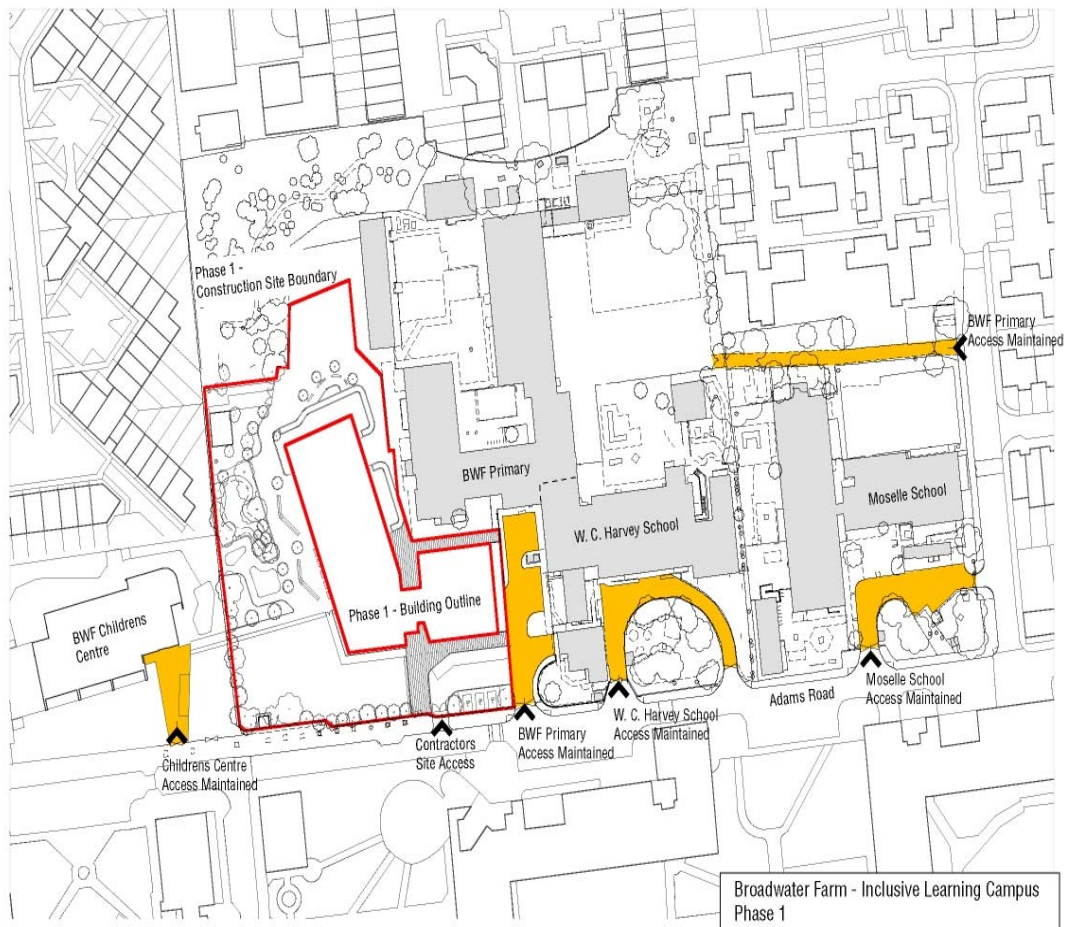 Phase 1 -
Construction Site Boundary
BWF Primary
Access Maintained
BWF Primary
Moselle School
W. C. Harvey School
Phase 1 - Building Outline
BWF Childrens
Centre
Adams Road
Moselle School
Access Maintained
W. C. Harvey School
Access Maintained
BWF Primary
Access Maintained
Contractors
Site Access
Childrens Centre
Access Maintained
Broadwater Farm - Inclusive Learning Campus
Phase 1